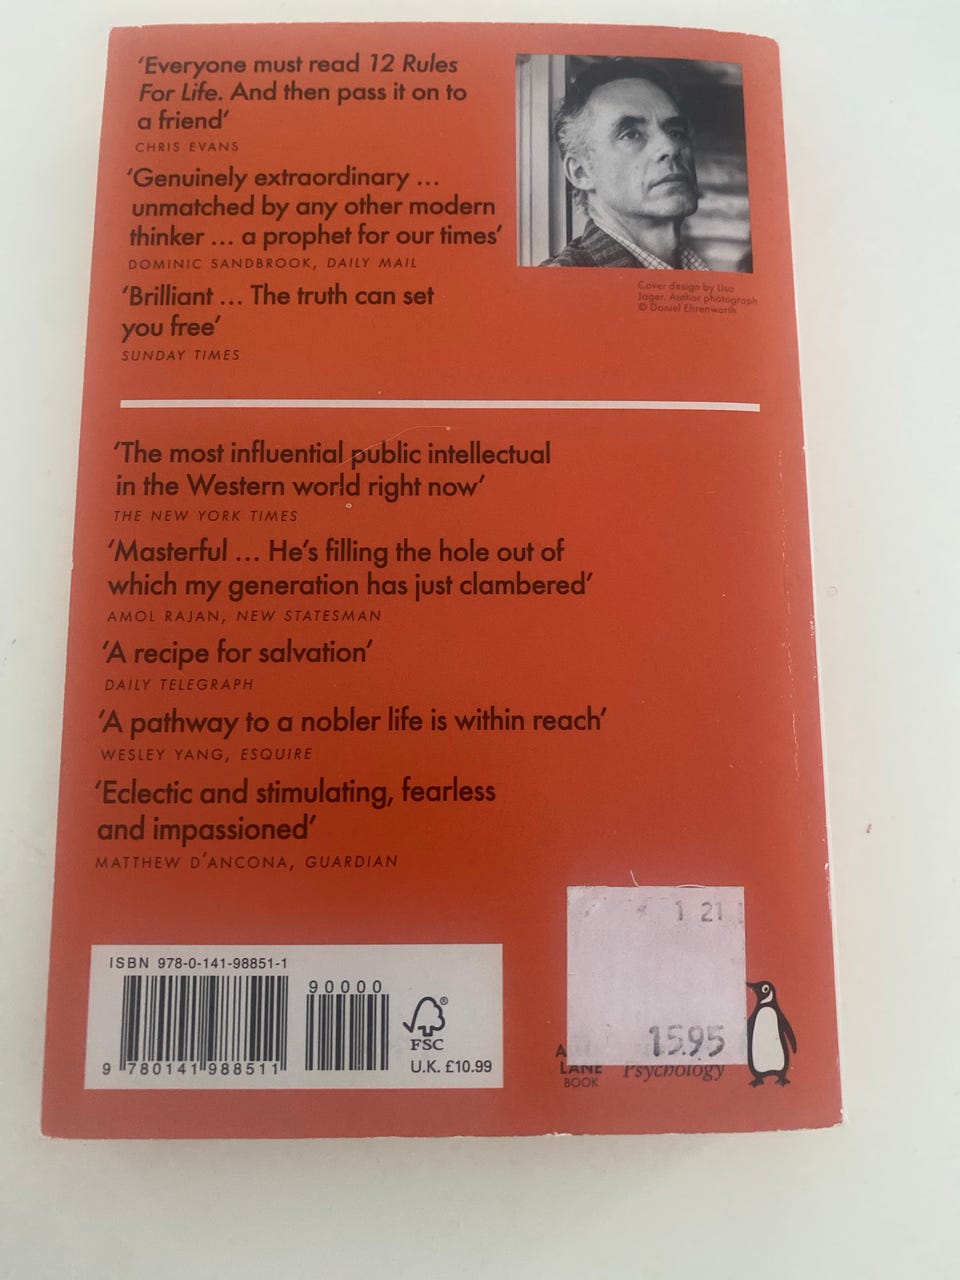 ‘Everyone must read 12 Rules
For Life. And then pass it on to
a friend’
CHRIS EVANS
‘Genuinely extraordinary ...
unmatched by any other modern
thinker ... a prophet for our times’
DOMINIC SANDBROOK, DAILY MAIL
‘Brilliant ... The truth can set
you free’
SUNDAY TIMES
Cover design by Lisa
Jager. Author photograph
© Daniel Ehrenworth
‘The most influential public intellectual
in the Western world right now’
THE NEW YORK TIMES
‘Masterful ... He’s filling the hole out of
which my generation has just clambered’
AMOL RAJAN, NEW STATESMAN
‘A recipe for salvation’
DAILY TELEGRAPH
‘A pathway to a nobler life is within reach’
WESLEY YANG, ESQUIRE
‘Eclectic and stimulating, fearless
and impassioned’
MATTHEW D’ANCONA, GUARDIAN
ISBN 978-0-141-98851-1
90000
9 780141 988511
®
FSC
U.K. £10.99
1 21
15.95
LANE
BOOK
Psychology